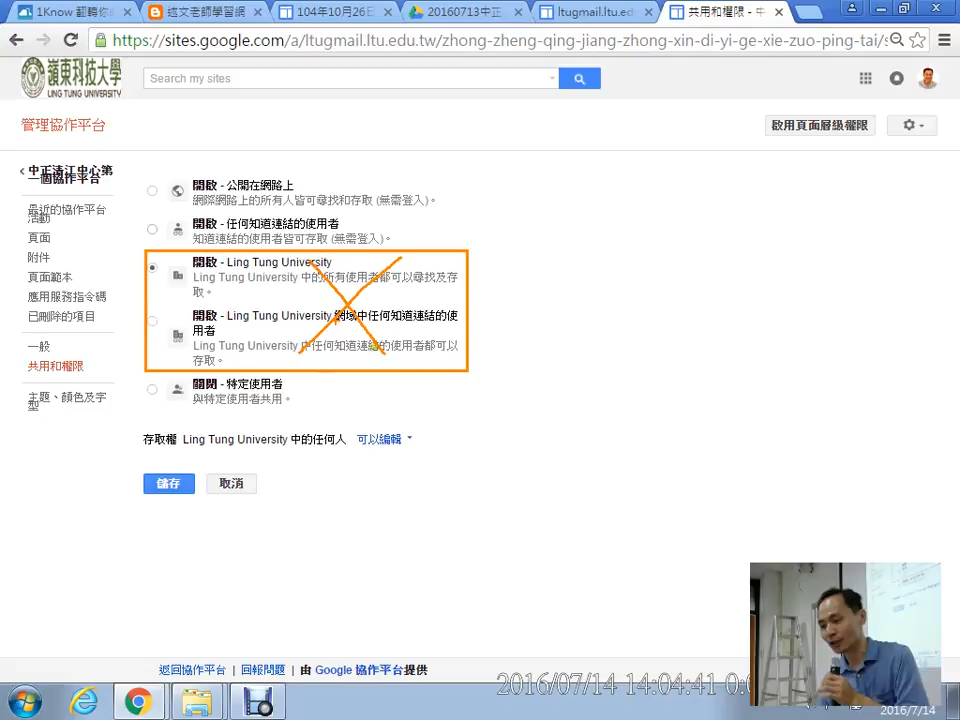 1Know 翻轉你
述文老師學習網
104年10月26日
20160713中正
ltugmail.ltu.ed
共用和權限 - 中
https://sites.google.com/a/ltugmail.ltu.edu.tw/zhong-zheng-qing-jiang-zhong-xin-di-yi-ge-xie-zuo-ping-tai/s
嶺東科技大學
LING TUNG UNIVERSITY
Search my sites
管理協作平台
啟用頁面層級權限
中正清江中心第
一個協作平台
最近的協作平台
活動
頁面
附件
頁面範本
應用服務指令碼
已刪除的項目
一般
共用和權限
主題、顏色及字
型
開啟 - 公開在網路上
網際網路上的所有人皆可尋找和存取 (無需登入)。
開啟 - 任何知道連結的使用者
知道連結的使用者皆可存取 (無需登入)。
開啟 - Ling Tung University
Ling Tung University 中的所有使用者都可以尋找及存
取。
開啟 - Ling Tung University 網域中任何知道連結的使
用者
Ling Tung University 中任何知道連結的使用者都可以
存取。
關閉 - 特定使用者
與特定使用者共用。
存取權 Ling Tung University 中的任何人 可以編輯
儲存 取消
返回協作平台 | 回報問題 | 由 Google 協作平台提供
2016/07/14 14:04:41
2016/7/14